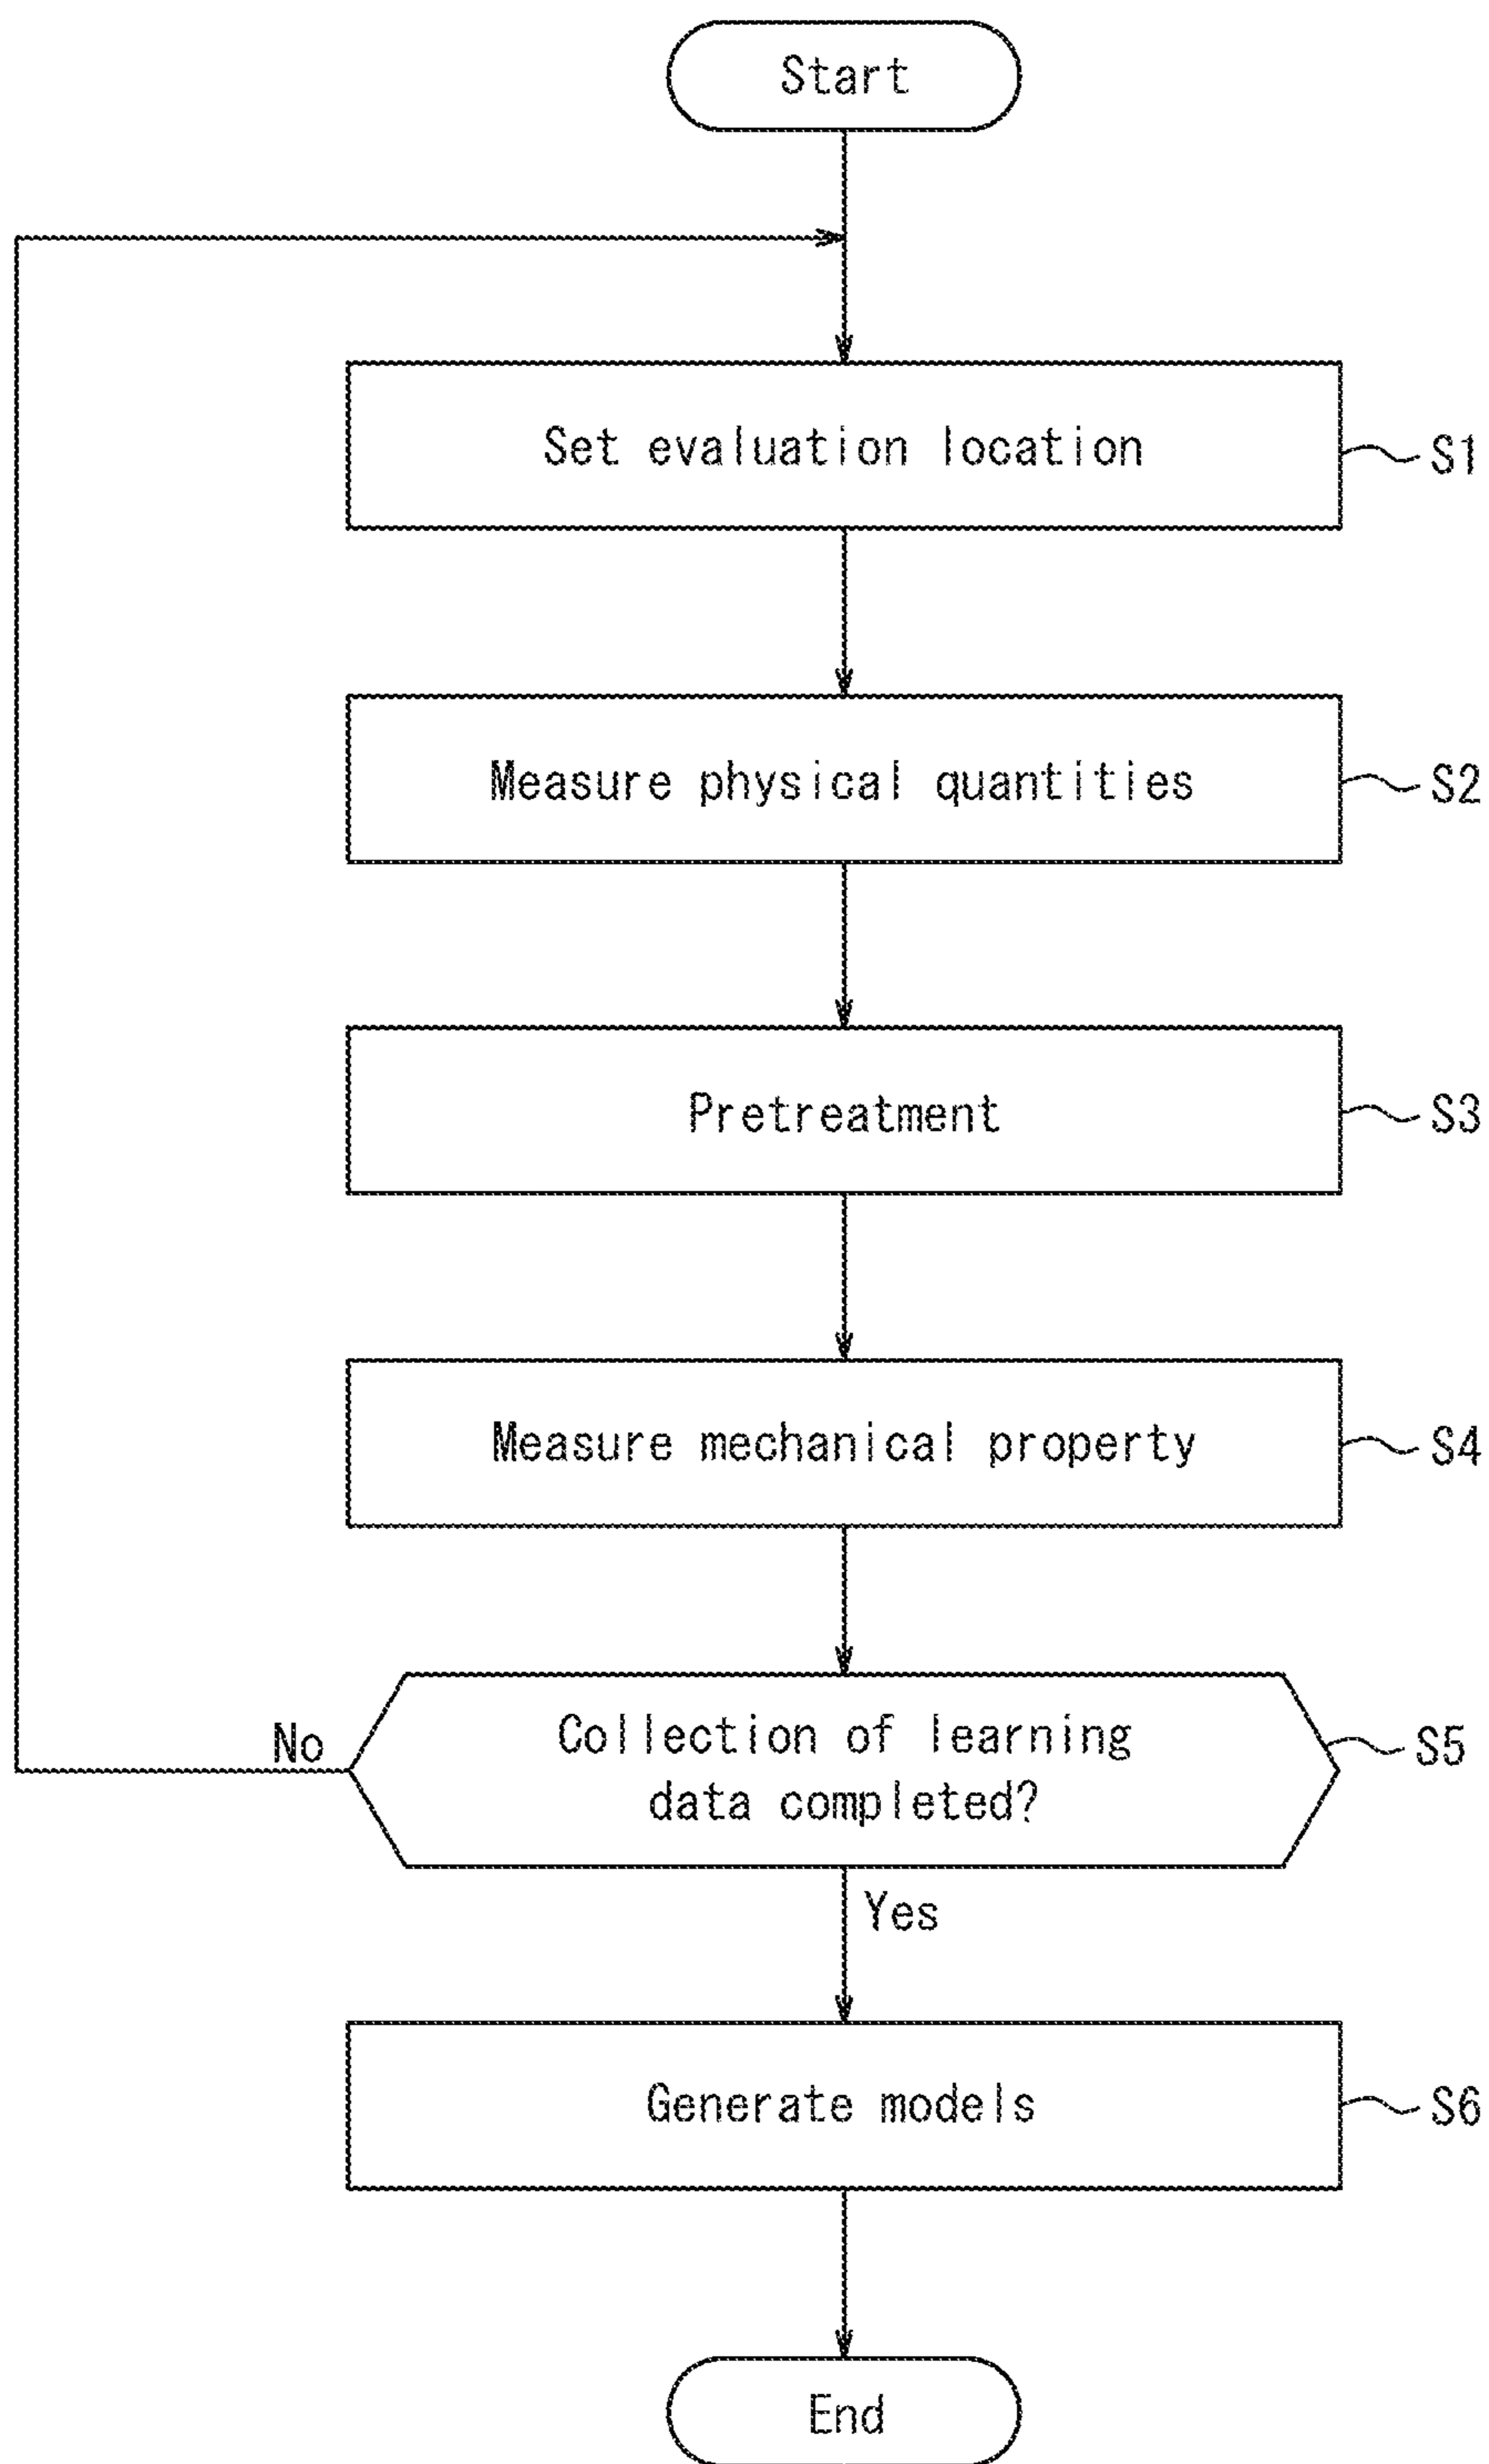 Start
Set evaluation location
S1
Measure physical quantities
S2
Pretreatment
S3
Measure mechanical property
S4
No
Collection of learning
data completed?
S5
Yes
Generate models
S6
End